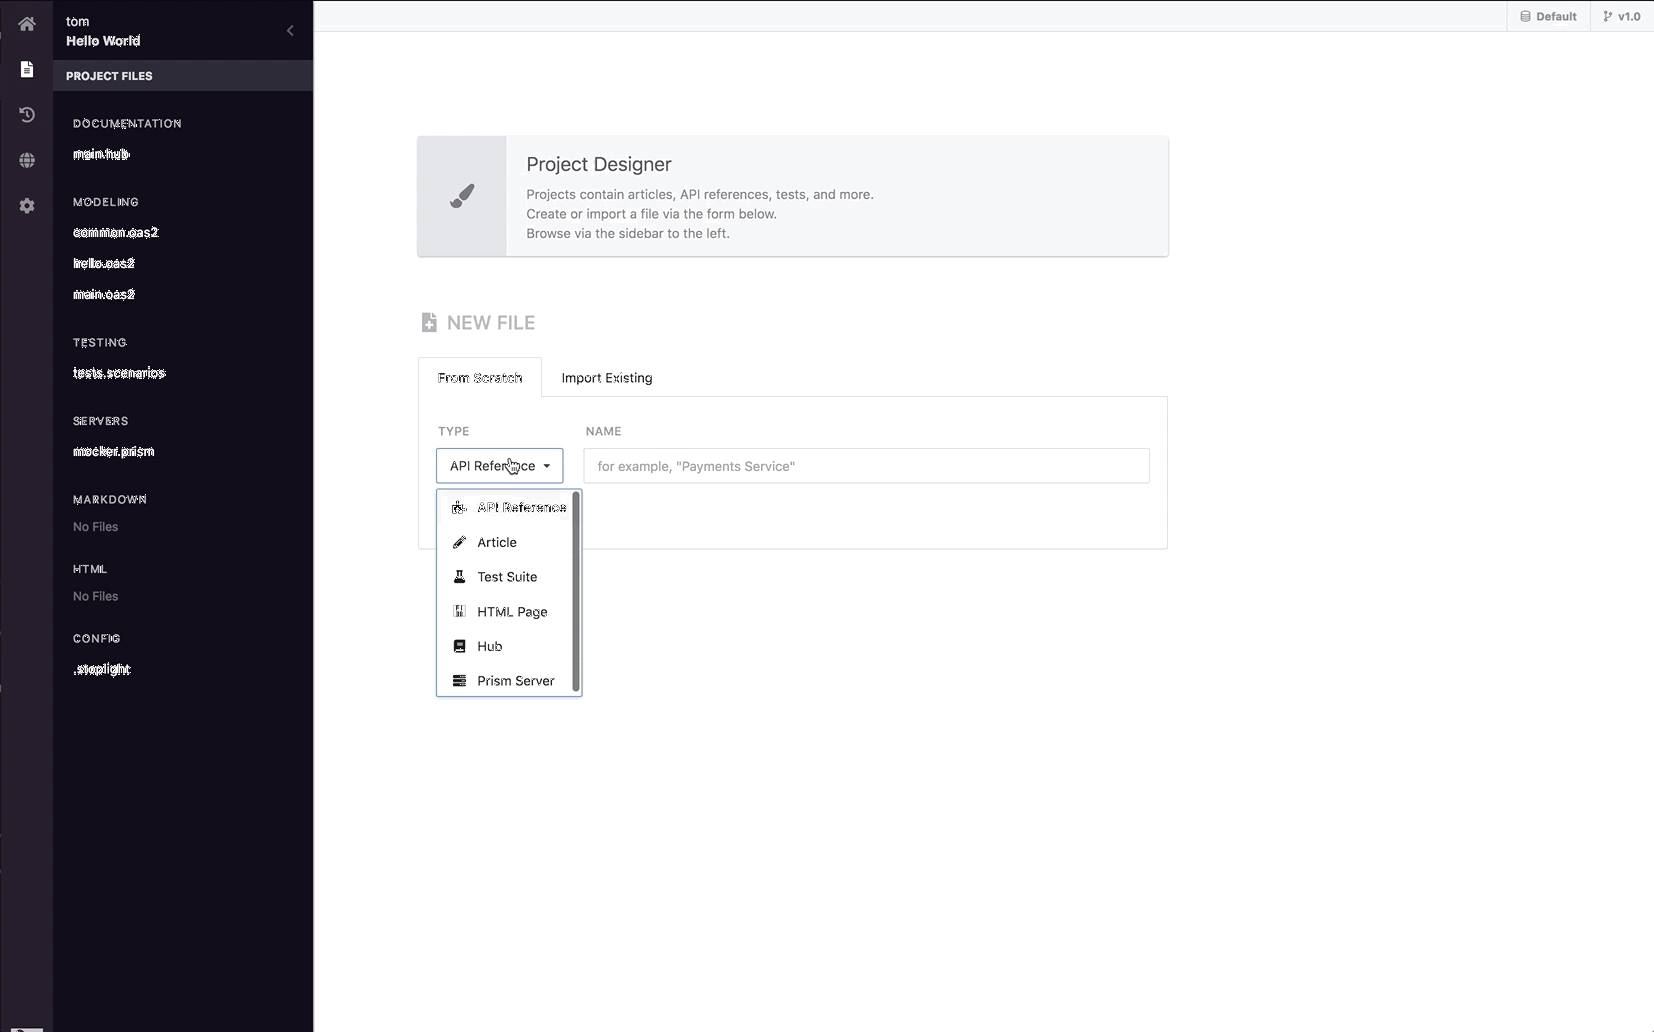 tom
Hello World
PROJECT FILES
DOCUMENTATION
main.hub
MODELING
common.oas2
hello.oas2
main.oas2
TESTING
tests.scenarios
SERVERS
mocker.prism
MARKDOWN
No Files
HTML
No Files
CONFIG
.stoplight
Default
v1.0
Project Designer
Projects contain articles, API references, tests, and more.
Create or import a file via the form below.
Browse via the sidebar to the left.
NEW FILE
From Scratch
Import Existing
TYPE
NAME
API Reference
for example, "Payments Service"
API Reference
Article
Test Suite
HTML Page
Hub
Prism Server